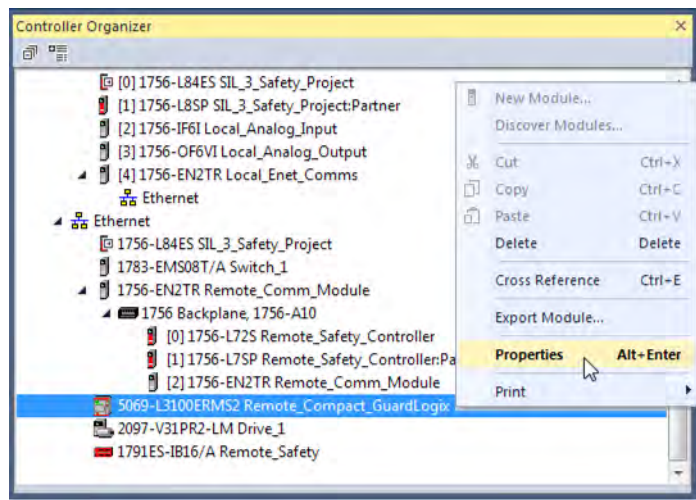 Controller Organizer
[0] 1756-L84ES SIL_3_Safety_Project
[1] 1756-L8SP SIL_3_Safety_Project:Partner
[2] 1756-IF6I Local_Analog_Input
[3] 1756-OF6VI Local_Analog_Output
[4] 1756-EN2TR Local_Enet_Comms
Ethernet
Ethernet
1756-L84ES SIL_3_Safety_Project
1783-EMS08T/A Switch_1
1756-EN2TR Remote_Comm_Module
1756 Backplane, 1756-A10
[0] 1756-L72S Remote_Safety_Controller
[1] 1756-L7SP Remote_Safety_Controller:Pa
[2] 1756-EN2TR Remote_Comm_Module
5069-L3100ERMS2 Remote_Compact_GuardLogix
2097-V31PR2-LM Drive_1
1791ES-IB16/A Remote_Safety
New Module...
Discover Modules...
Cut Ctrl+X
Copy Ctrl+C
Paste Ctrl+V
Delete Delete
Cross Reference Ctrl+E
Export Module...
Properties Alt+Enter
Print